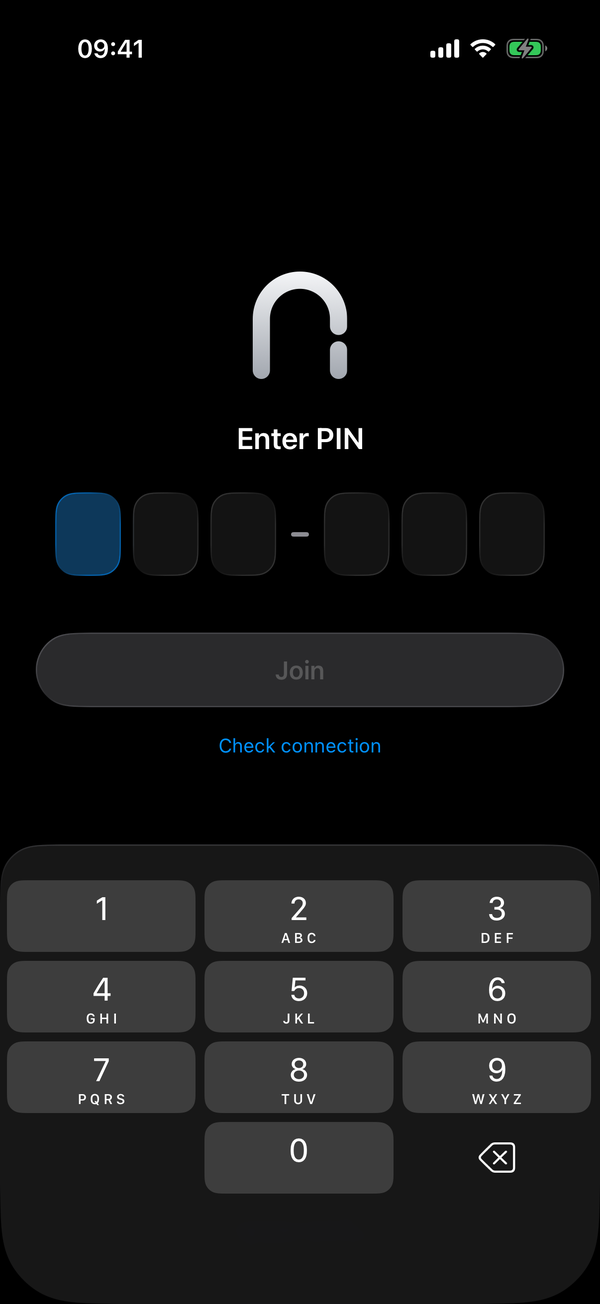 09:41
Enter PIN
–
Join
Check connection
1
2
ABC
3
DEF
4
GHI
5
JKL
6
MNO
7
PQRS
8
TUV
9
WXYZ
0